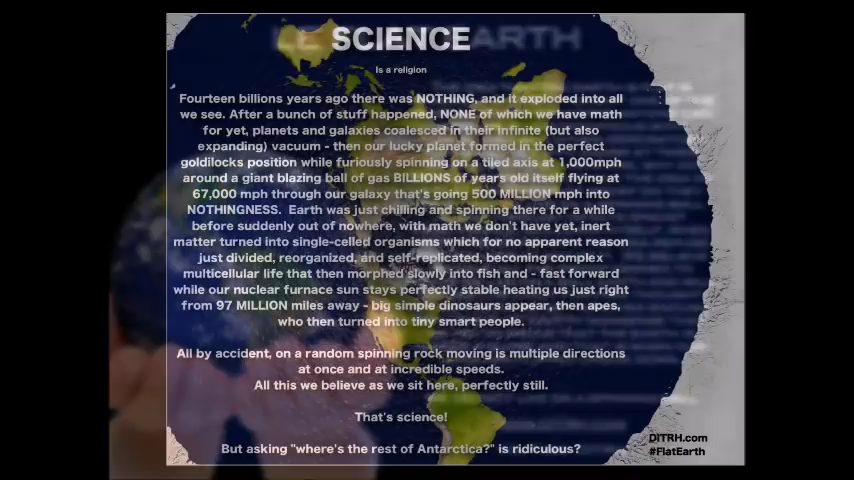 SCIENCE
Is a religion
Fourteen billions years ago there was NOTHING, and it exploded into all
we see. After a bunch of stuff happened, NONE of which we have math
for yet, planets and galaxies coalesced in their infinite (but also
expanding) vacuum - then our lucky planet formed in the perfect
goldilocks position while furiously spinning on a tiled axis at 1,000mph
around a giant blazing ball of gas BILLIONS of years old itself flying at
67,000 mph through our galaxy that's going 500 MILLION mph into
NOTHINGNESS. Earth was just chilling and spinning there for a while
before suddenly out of nowhere, with math we don't have yet, inert
matter turned into single-celled organisms which for no apparent reason
just divided, reorganized, and self-replicated, becoming complex
multicellular life that then morphed slowly into fish and - fast forward
while our nuclear furnace sun stays perfectly stable heating us just right
from 97 MILLION miles away - big simple dinosaurs appear, then apes,
who then turned into tiny smart people.
All by accident, on a random spinning rock moving is multiple directions
at once and at incredible speeds.
All this we believe as we sit here, perfectly still.
That's science!
But asking "where's the rest of Antarctica?" is ridiculous?
DITRH.com
#FlatEarth